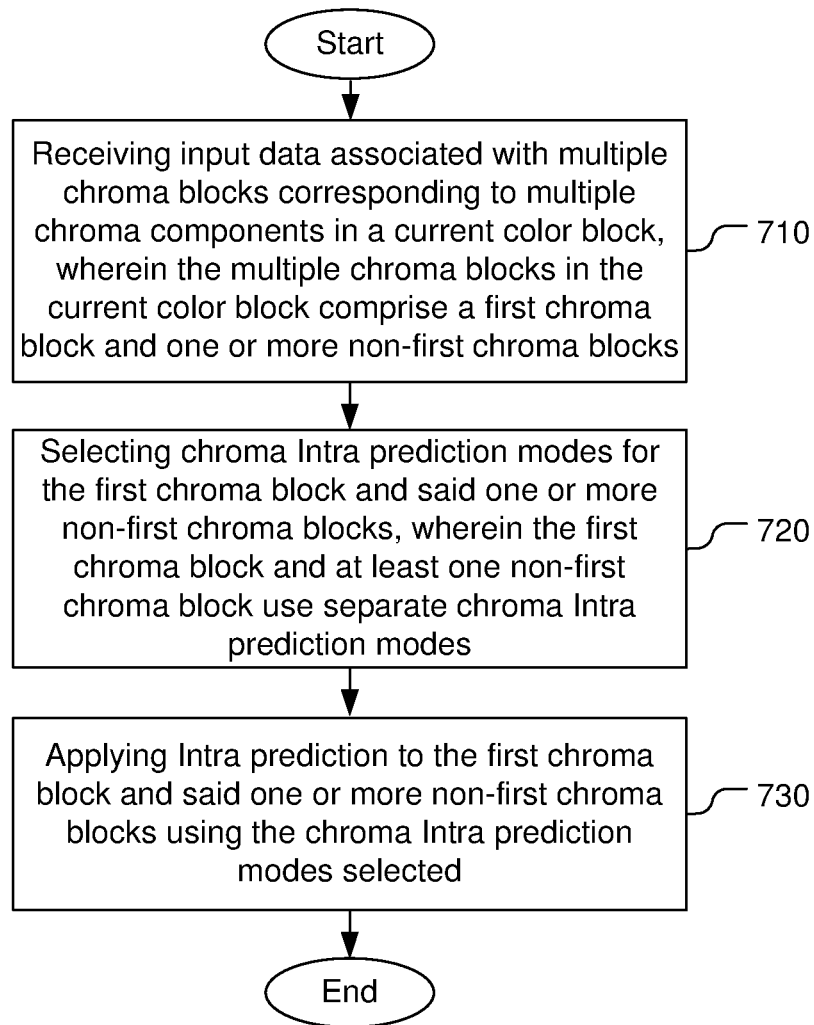 Start
Receiving input data associated with multiple
chroma blocks corresponding to multiple
chroma components in a current color block,
wherein the multiple chroma blocks in the
current color block comprise a first chroma
block and one or more non-first chroma blocks
710
Selecting chroma Intra prediction modes for
the first chroma block and said one or more
non-first chroma blocks, wherein the first
chroma block and at least one non-first
chroma block use separate chroma Intra
prediction modes
720
Applying Intra prediction to the first chroma
block and said one or more non-first chroma
blocks using the chroma Intra prediction
modes selected
730
End